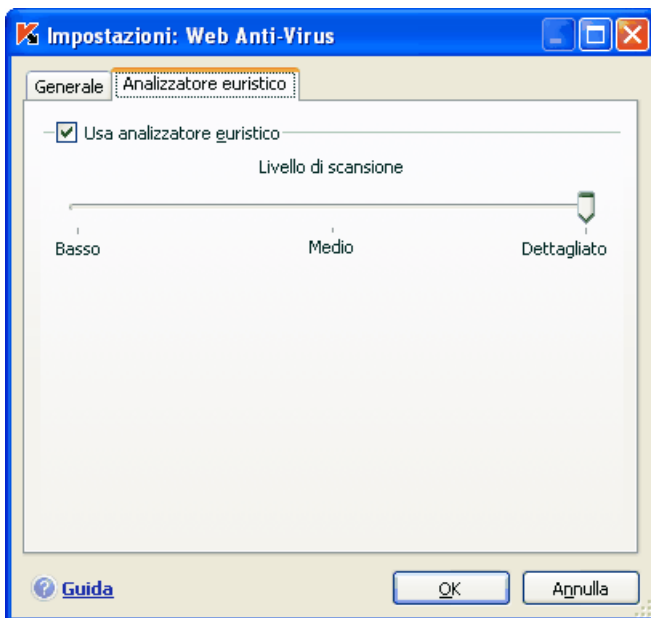 Impostazioni: Web Anti-Virus
Generale
Analizzatore euristico
Usa analizzatore euristico
Livello di scansione
Basso
Medio
Dettagliato
Guida
OK
Annulla